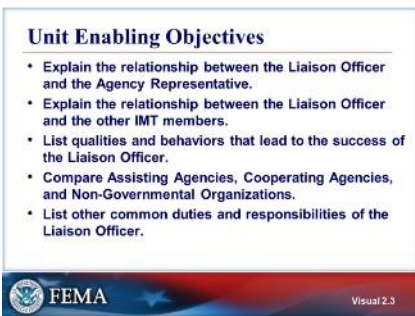 Unit Enabling Objectives
• Explain the relationship between the Liaison Officer
and the Agency Representative.
• Explain the relationship between the Liaison Officer
and the other IMT members.
• List qualities and behaviors that lead to the success of
the Liaison Officer.
• Compare Assisting Agencies, Cooperating Agencies,
and Non-Governmental Organizations.
• List other common duties and responsibilities of the
Liaison Officer.
FEMA
Visual 2.3